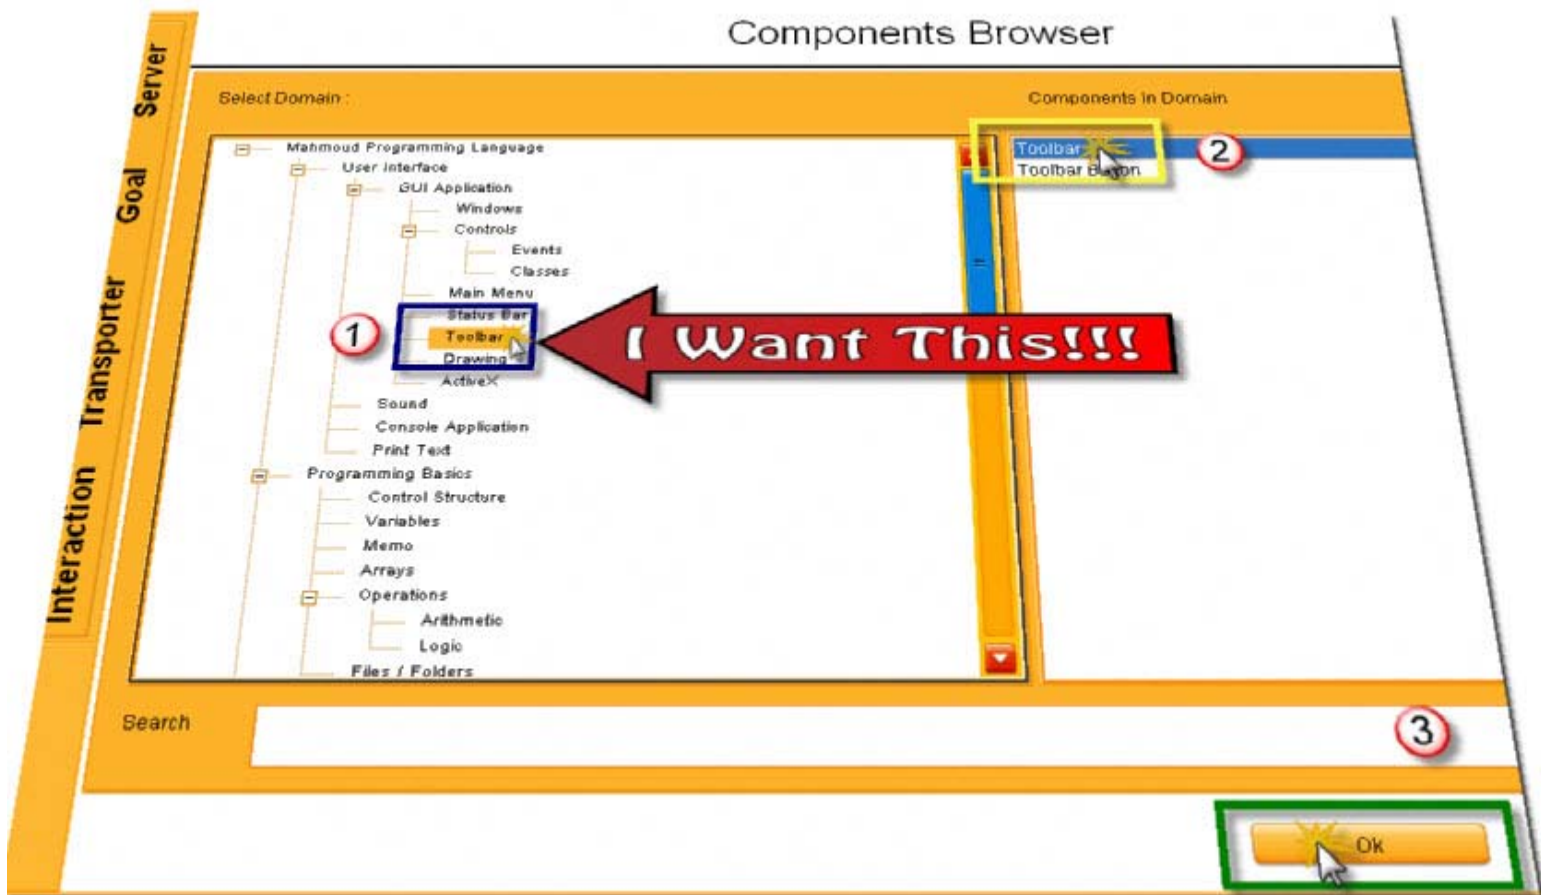 Components Browser
Server
Goal
Transporter
Interaction
Select Domain :
Mahmoud Programming Language
User Interface
GUI Application
Windows
Controls
Events
Classes
Main Menu
Status Bar
Toolbar
Drawing
ActiveX
Sound
Console Application
Print Text
Programming Basics
Control Structure
Variables
Memo
Arrays
Operations
Arithmetic
Logic
Files / Folders
1
I Want This!!!
Components In Domain
Toolbar
2
Toolbar
Search
3
Ok